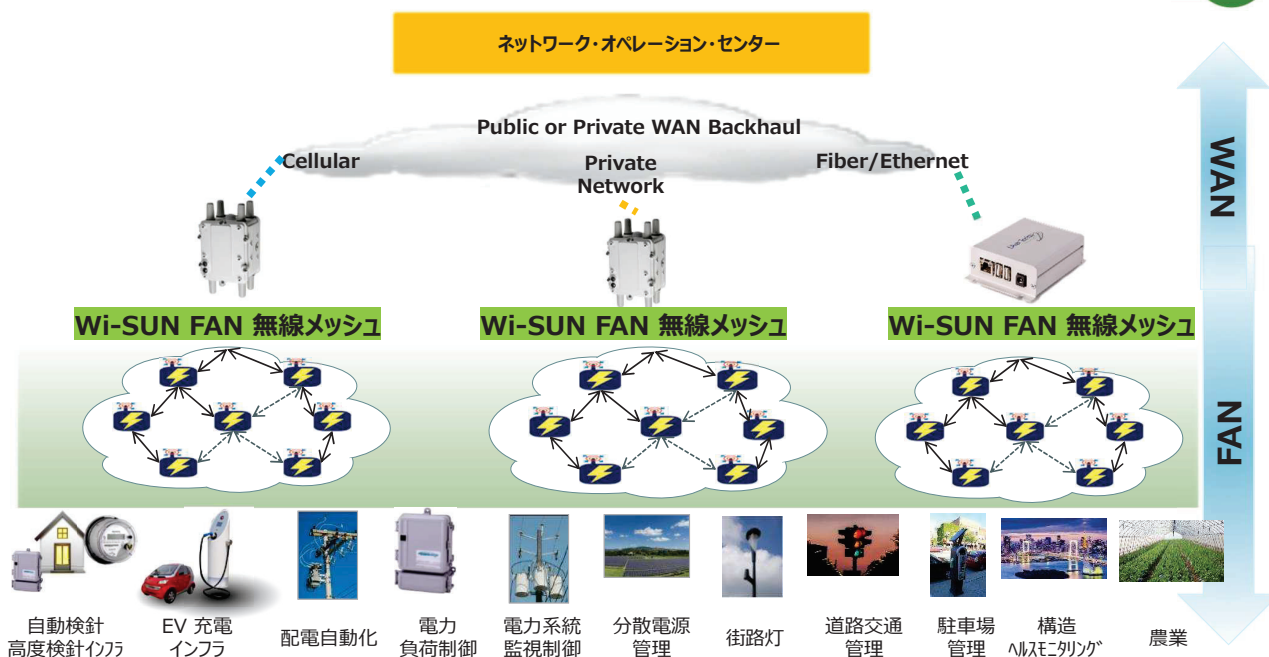 ネットワーク・オペレーション・センター
Public or Private WAN Backhaul
Cellular
Private
Network
Fiber/Ethernet
WAN
Wi-SUN FAN 無線メッシュ
Wi-SUN FAN 無線メッシュ
Wi-SUN FAN 無線メッシュ
FAN
自動検針
高度検針ｲﾝﾌﾗ
EV 充電
インフラ
配電自動化
電力
負荷制御
電力系統
監視制御
分散電源
管理
街路灯
道路交通
管理
駐車場
管理
構造
ﾍﾙｽﾓﾆﾀﾘﾝｸﾞ
農業